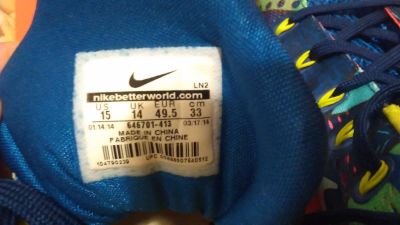 LN2
nikebetterworld.com
US UK EUR cm
15 14 49.5 33
01.14.14 646701-413 03.17.14
MADE IN CHINA
FABRIQUE EN CHINE